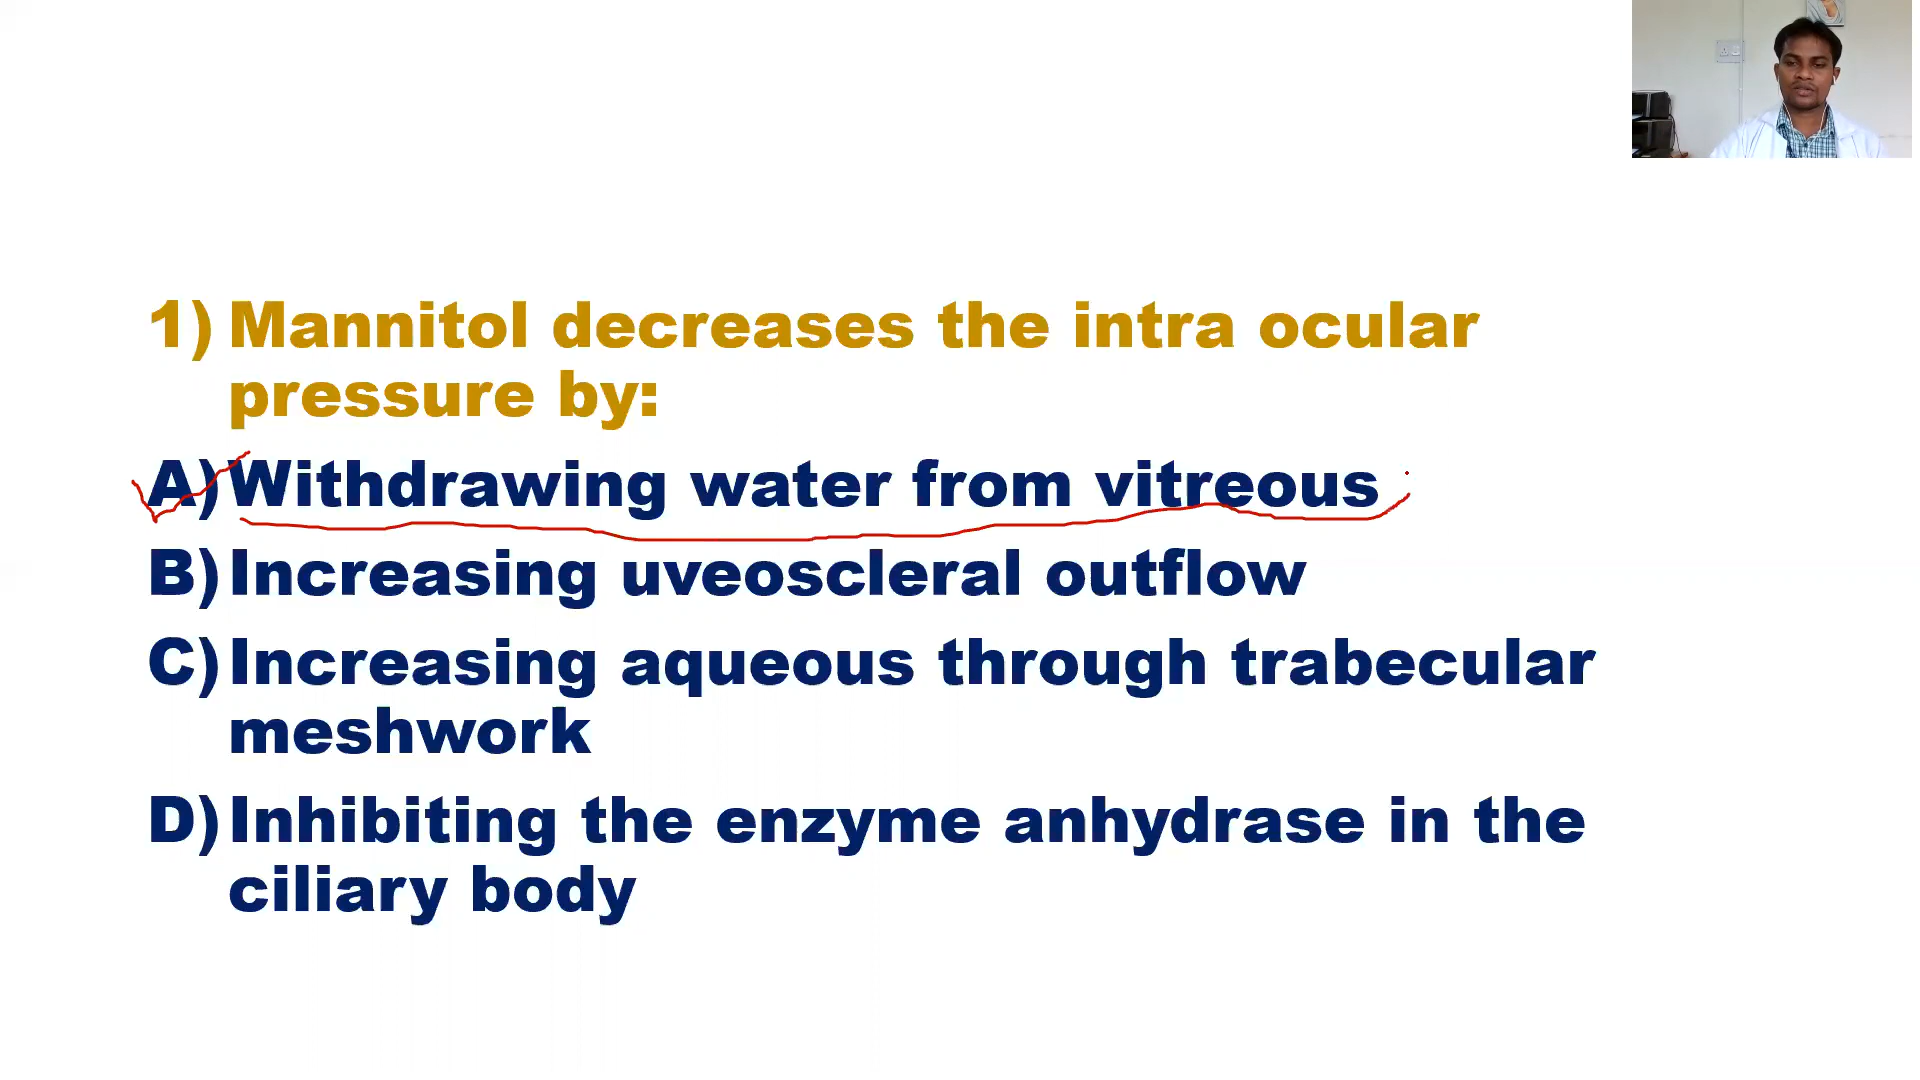 1) Mannitol decreases the intra ocular
pressure by:
A) Withdrawing water from vitreous
B) Increasing uveoscleral outflow
C) Increasing aqueous through trabecular
meshwork
D) Inhibiting the enzyme anhydrase in the
ciliary body